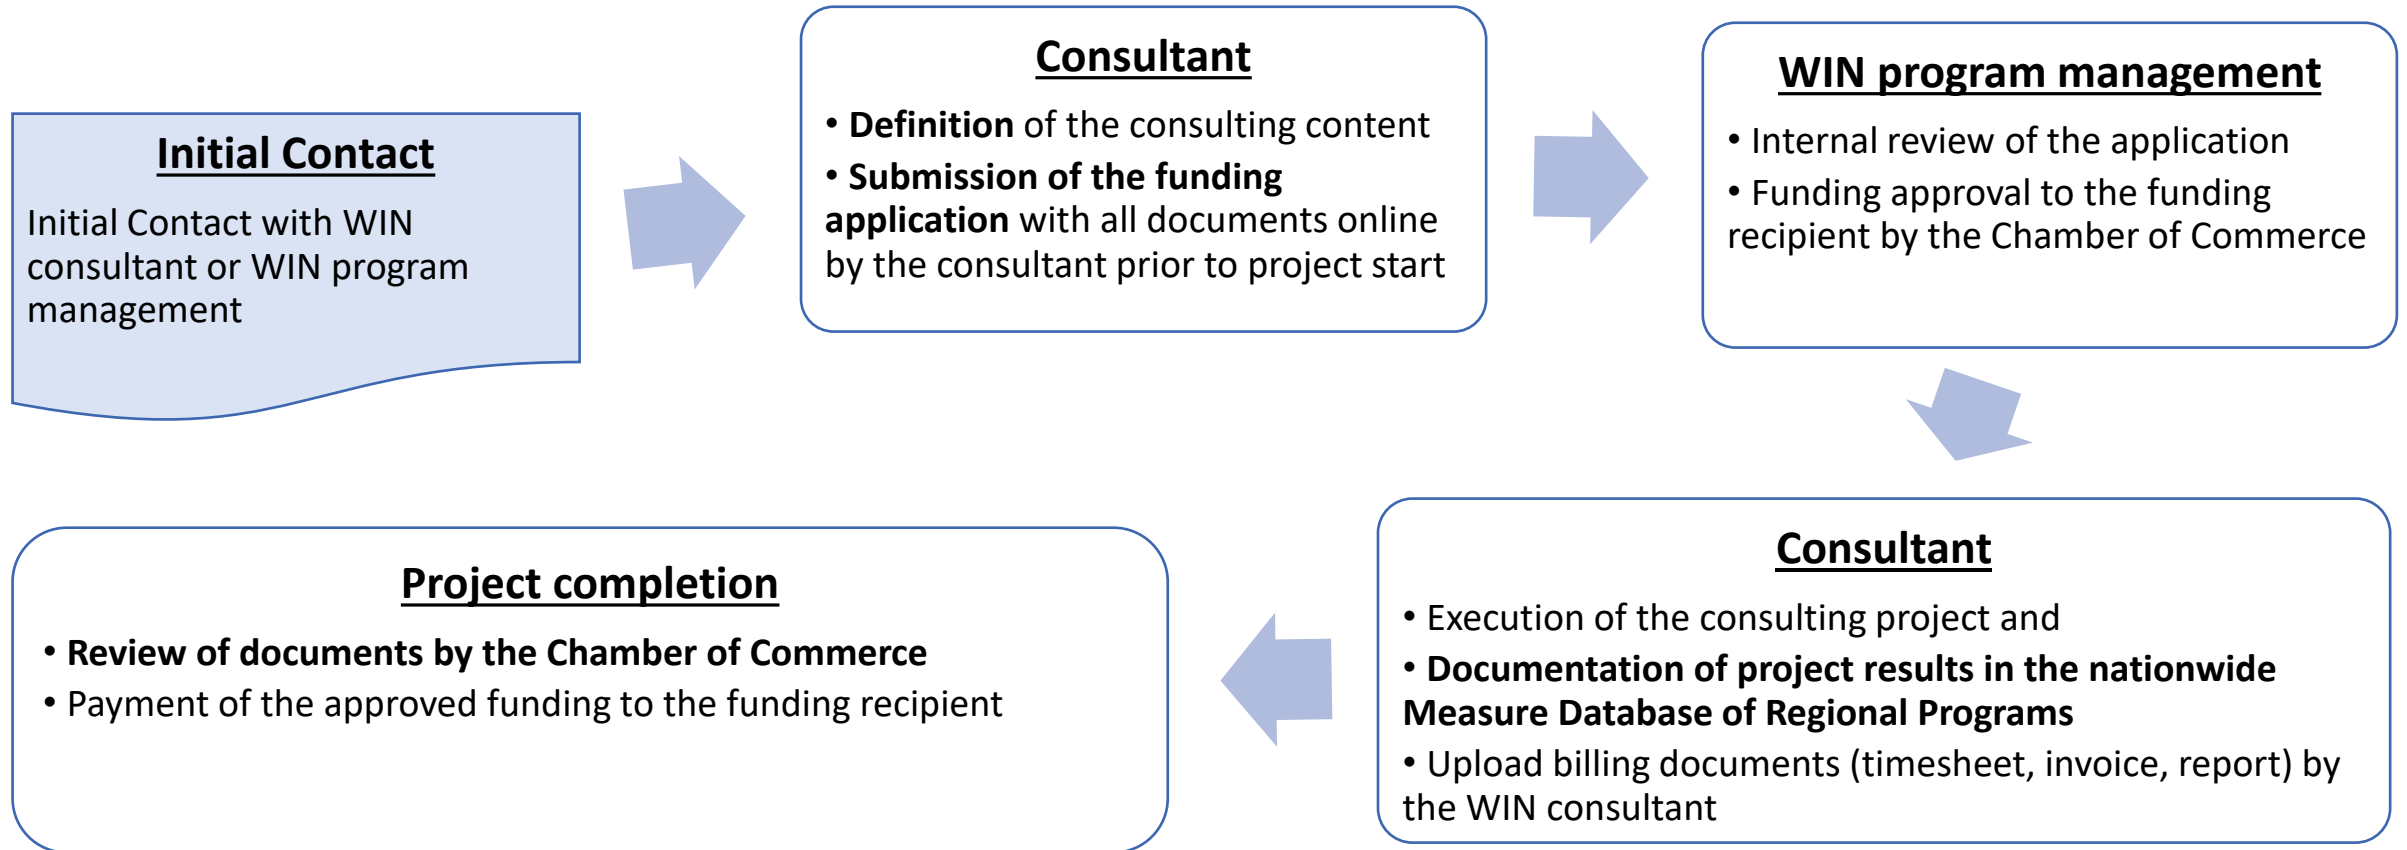 Initial Contact
Initial Contact with WIN
consultant or WIN program
management
Consultant
• Definition of the consulting content
• Submission of the funding
application with all documents online
by the consultant prior to project start
WIN program management
• Internal review of the application
• Funding approval to the funding
recipient by the Chamber of Commerce
Consultant
• Execution of the consulting project and
• Documentation of project results in the nationwide
Measure Database of Regional Programs
• Upload billing documents (timesheet, invoice, report) by
the WIN consultant
Project completion
• Review of documents by the Chamber of Commerce
• Payment of the approved funding to the funding recipient